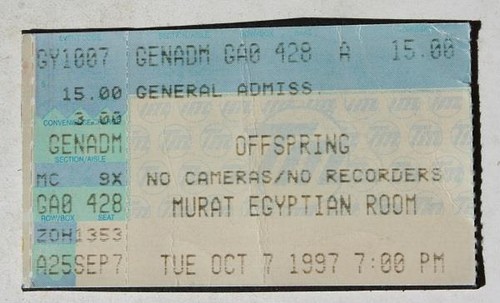 GY1007 GENADM GA0 428 A 15.00
15.00 GENERAL ADMISS.
3.00
GENADM OFFSPRING
SECTION/AISLE
MC 9X NO CAMERAS/NO RECORDERS
GA0 428 MURAT EGYPTIAN ROOM
ROW/BOX SEAT
ZOH1353
A25SEP7 TUE OCT 7 1997 7:00 PM